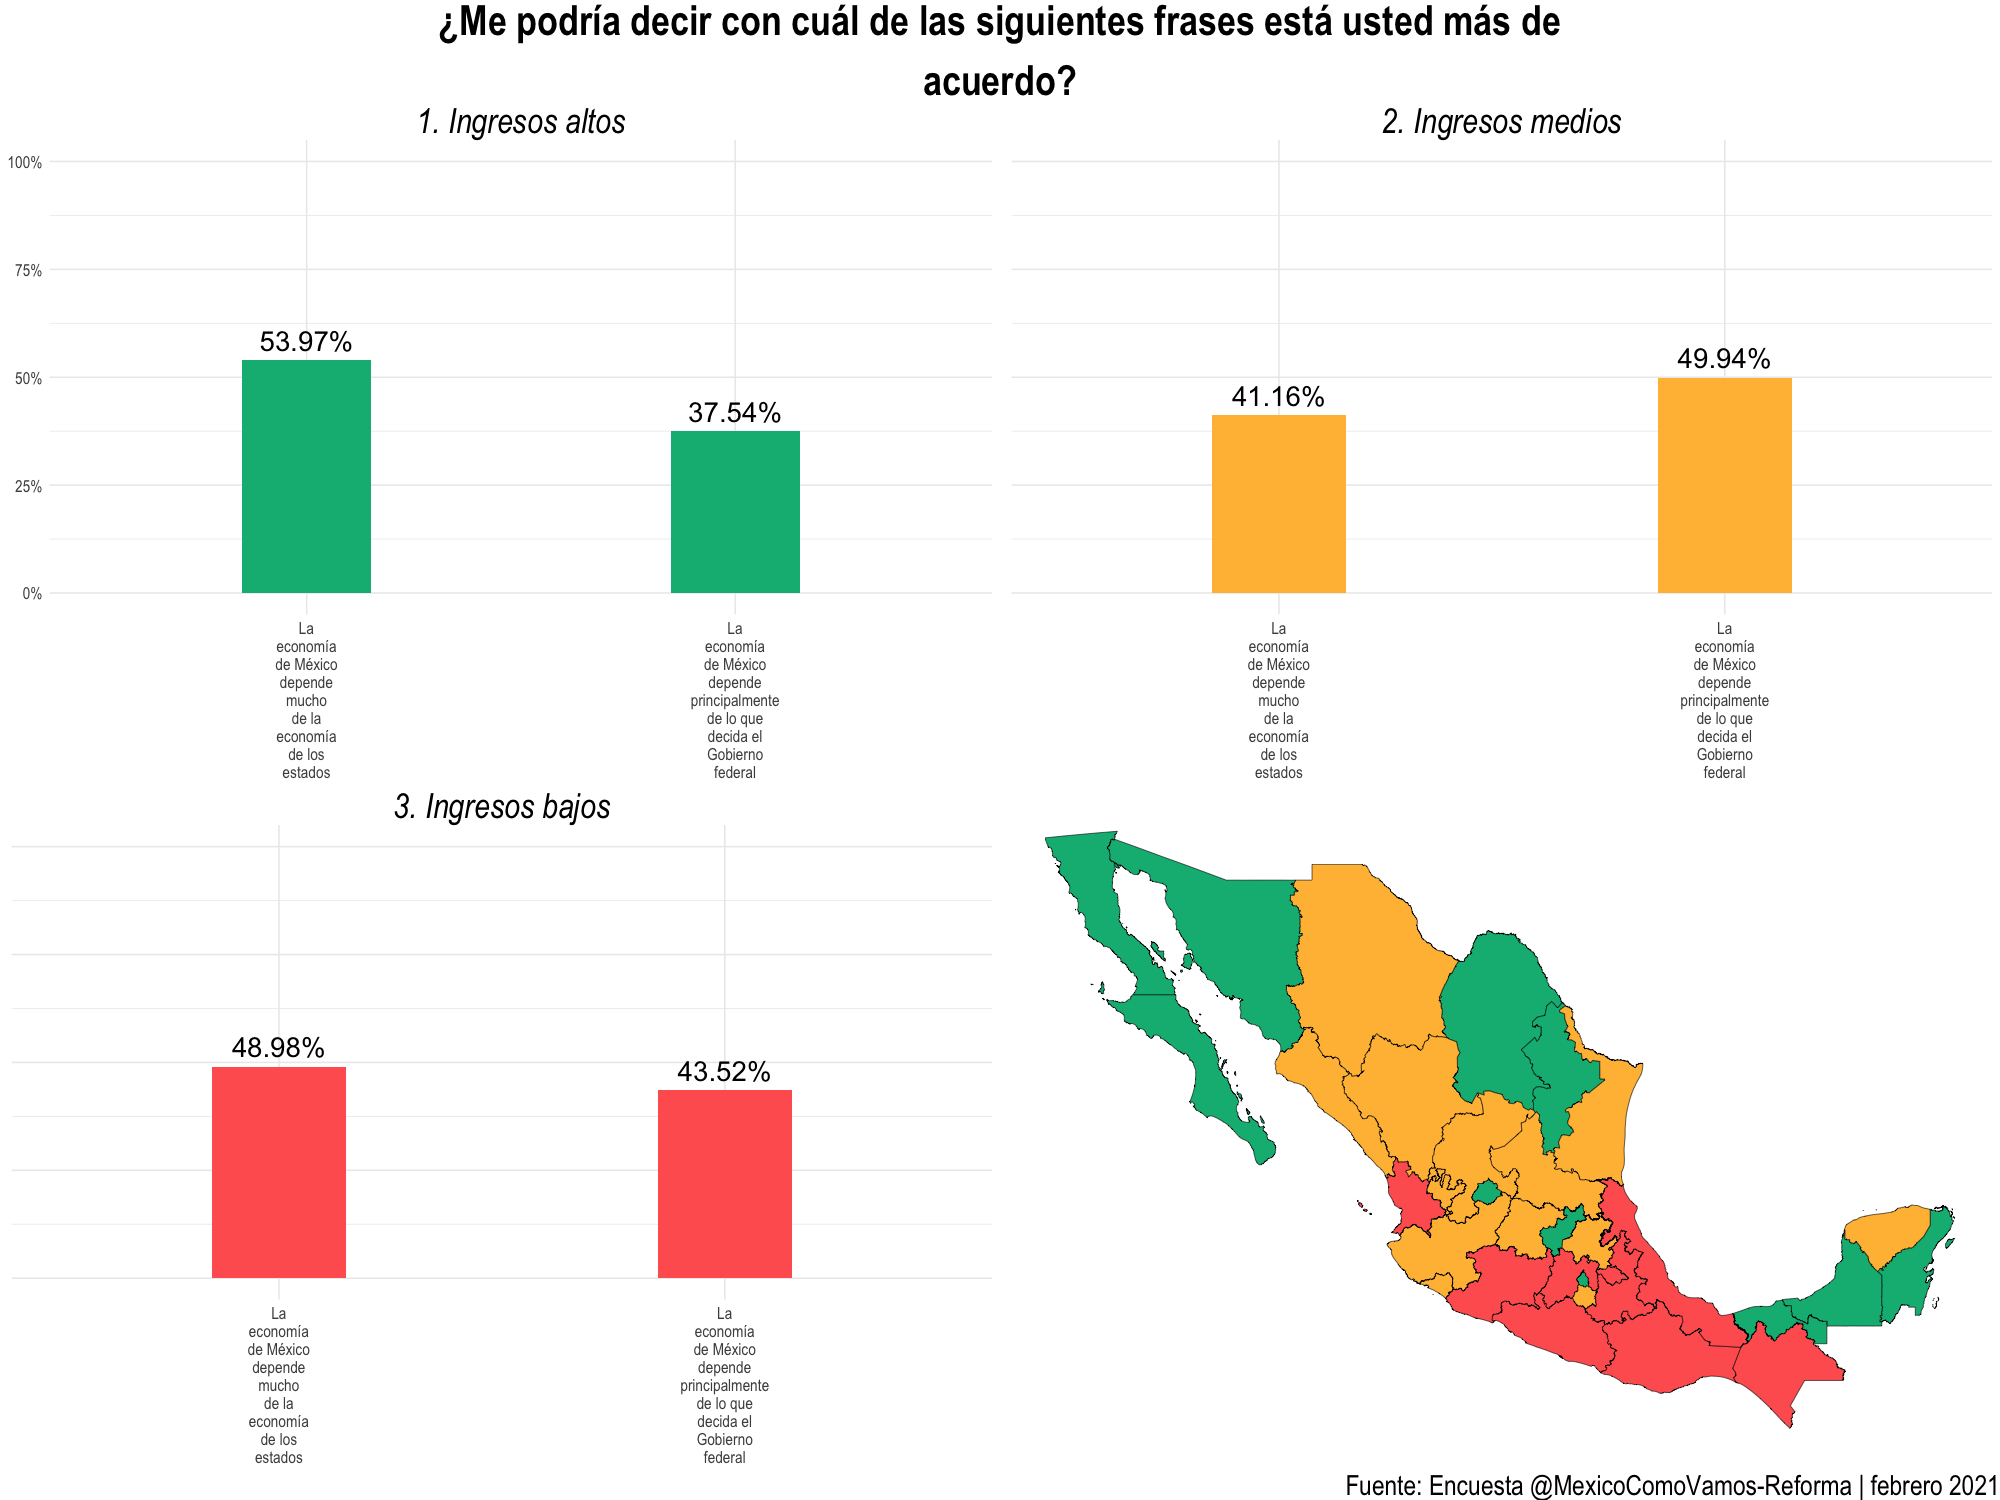 ¿Me podría decir con cuál de las siguientes frases está usted más de
acuerdo?
1. Ingresos altos
100%
75%
50%
25%
0%
53.97%
37.54%
La
economía
de México
depende
mucho
de la
economía
de los
estados
La
economía
de México
depende
principalmente
de lo que
decida el
Gobierno
federal
2. Ingresos medios
41.16%
49.94%
La
economía
de México
depende
mucho
de la
economía
de los
estados
La
economía
de México
depende
principalmente
de lo que
decida el
Gobierno
federal
3. Ingresos bajos
48.98%
43.52%
La
economía
de México
depende
mucho
de la
economía
de los
estados
La
economía
de México
depende
principalmente
de lo que
decida el
Gobierno
federal
Fuente: Encuesta @MexicoComoVamos-Reforma | febrero 2021